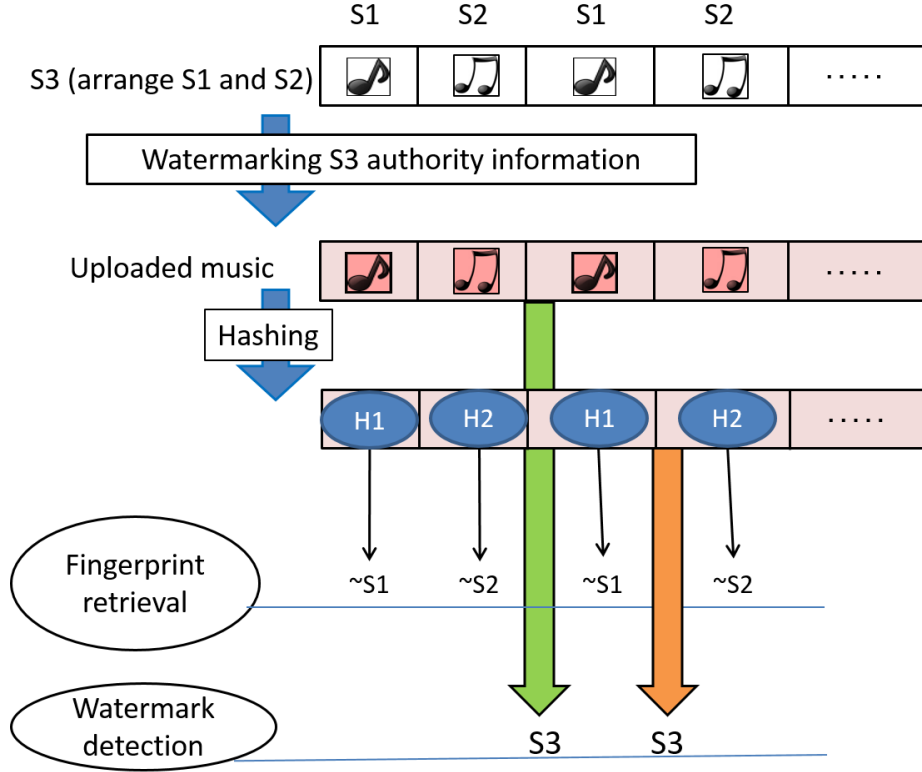 S1 S2 S1 S2
S3 (arrange S1 and S2) ·····
Watermarking S3 authority information
Uploaded music ·····
Hashing
H1 H2 H1 H2 ·····
Fingerprint
retrieval
~S1 ~S2 ~S1 ~S2
Watermark
detection
S3 S3